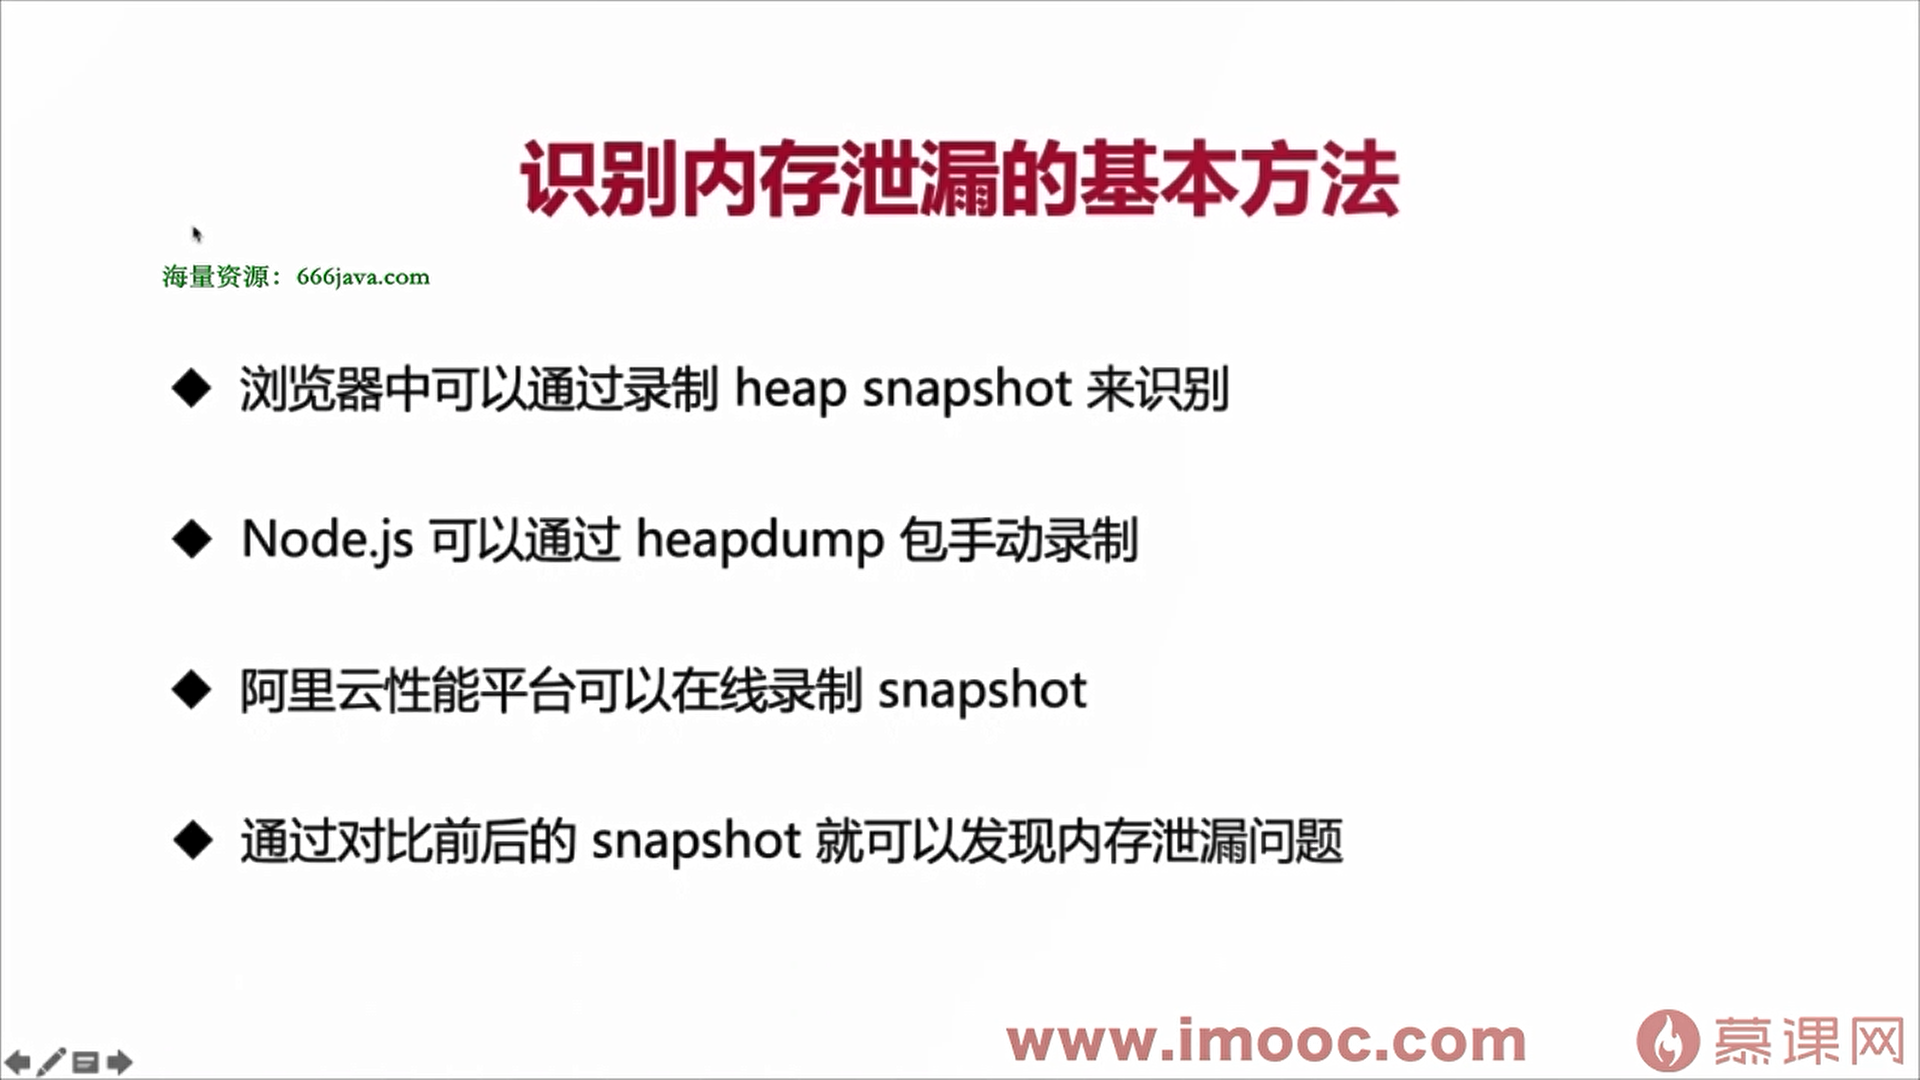 识别内存泄漏的基本方法
海量资源：666java.com
◆ 浏览器中可以通过录制 heap snapshot 来识别
◆ Node.js 可以通过 heapdump 包手动录制
◆ 阿里云性能平台可以在线录制 snapshot
◆ 通过对比前后的 snapshot 就可以发现内存泄漏问题
www.imooc.com 慕课网